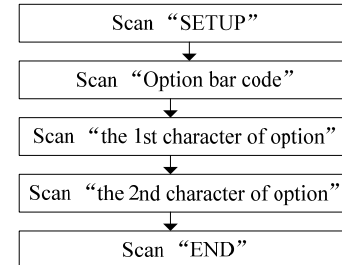 Scan “SETUP”
Scan “Option bar code”
Scan “the 1st character of option”
Scan “the 2nd character of option”
Scan “END”